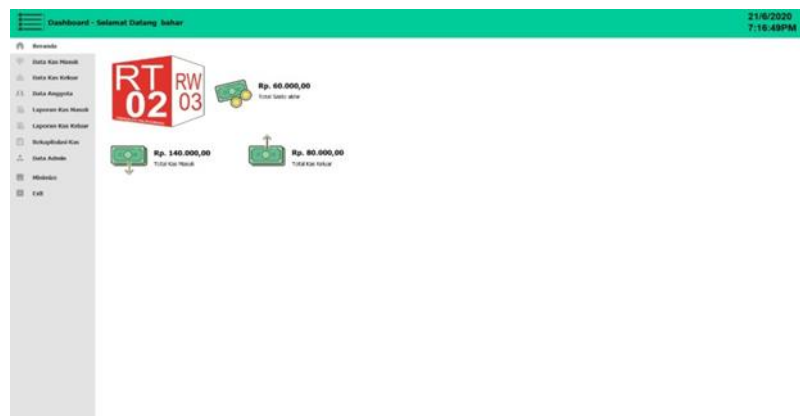 Dashboard - Selamat Datang bahar
21/6/2020
7:16:49PM
Beranda
Data Kas Masuk
Data Kas Keluar
Data Anggota
Laporan Kas Masuk
Laporan Kas Keluar
Rekapitulasi Kas
Data Admin
Minimize
Exit
RT
02
RW
03
Rp. 60.000,00
Total Saldo akhir
Rp. 140.000,00
Total Kas Masuk
Rp. 80.000,00
Total Kas Keluar